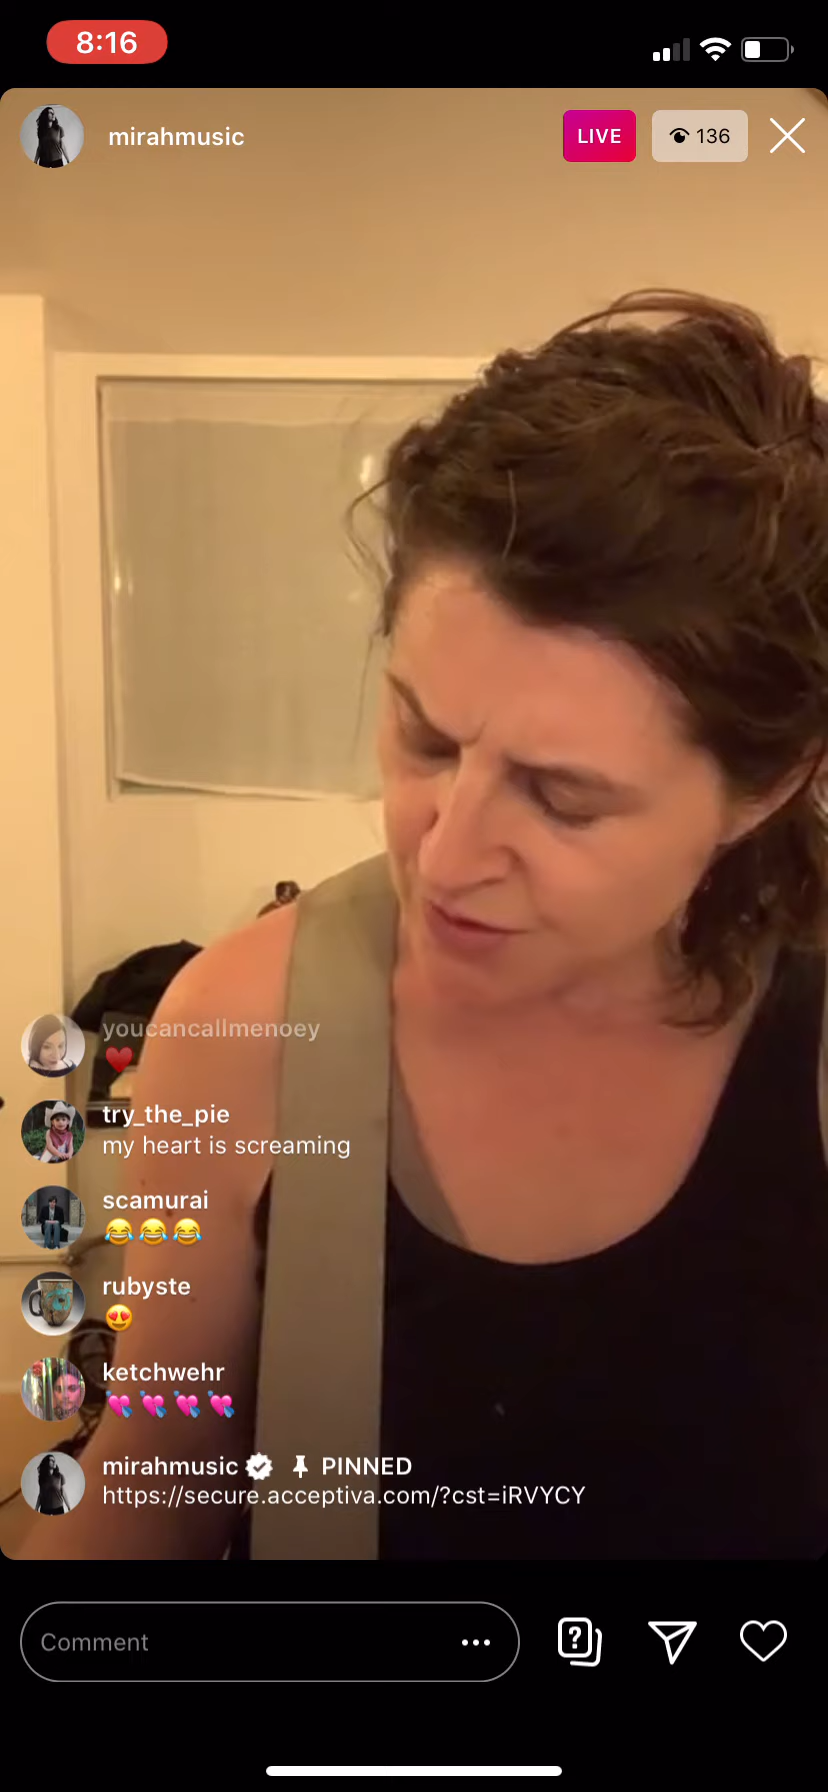 8:16
mirahmusic
LIVE
136
youcancallmenoey
♥️
try_the_pie
my heart is screaming
scamurai
😂😂😂
rubyste
😍
ketchwehr
💘💘💘💘
mirahmusic PINNED
https://secure.acceptiva.com/?cst=iRVYCY
Comment